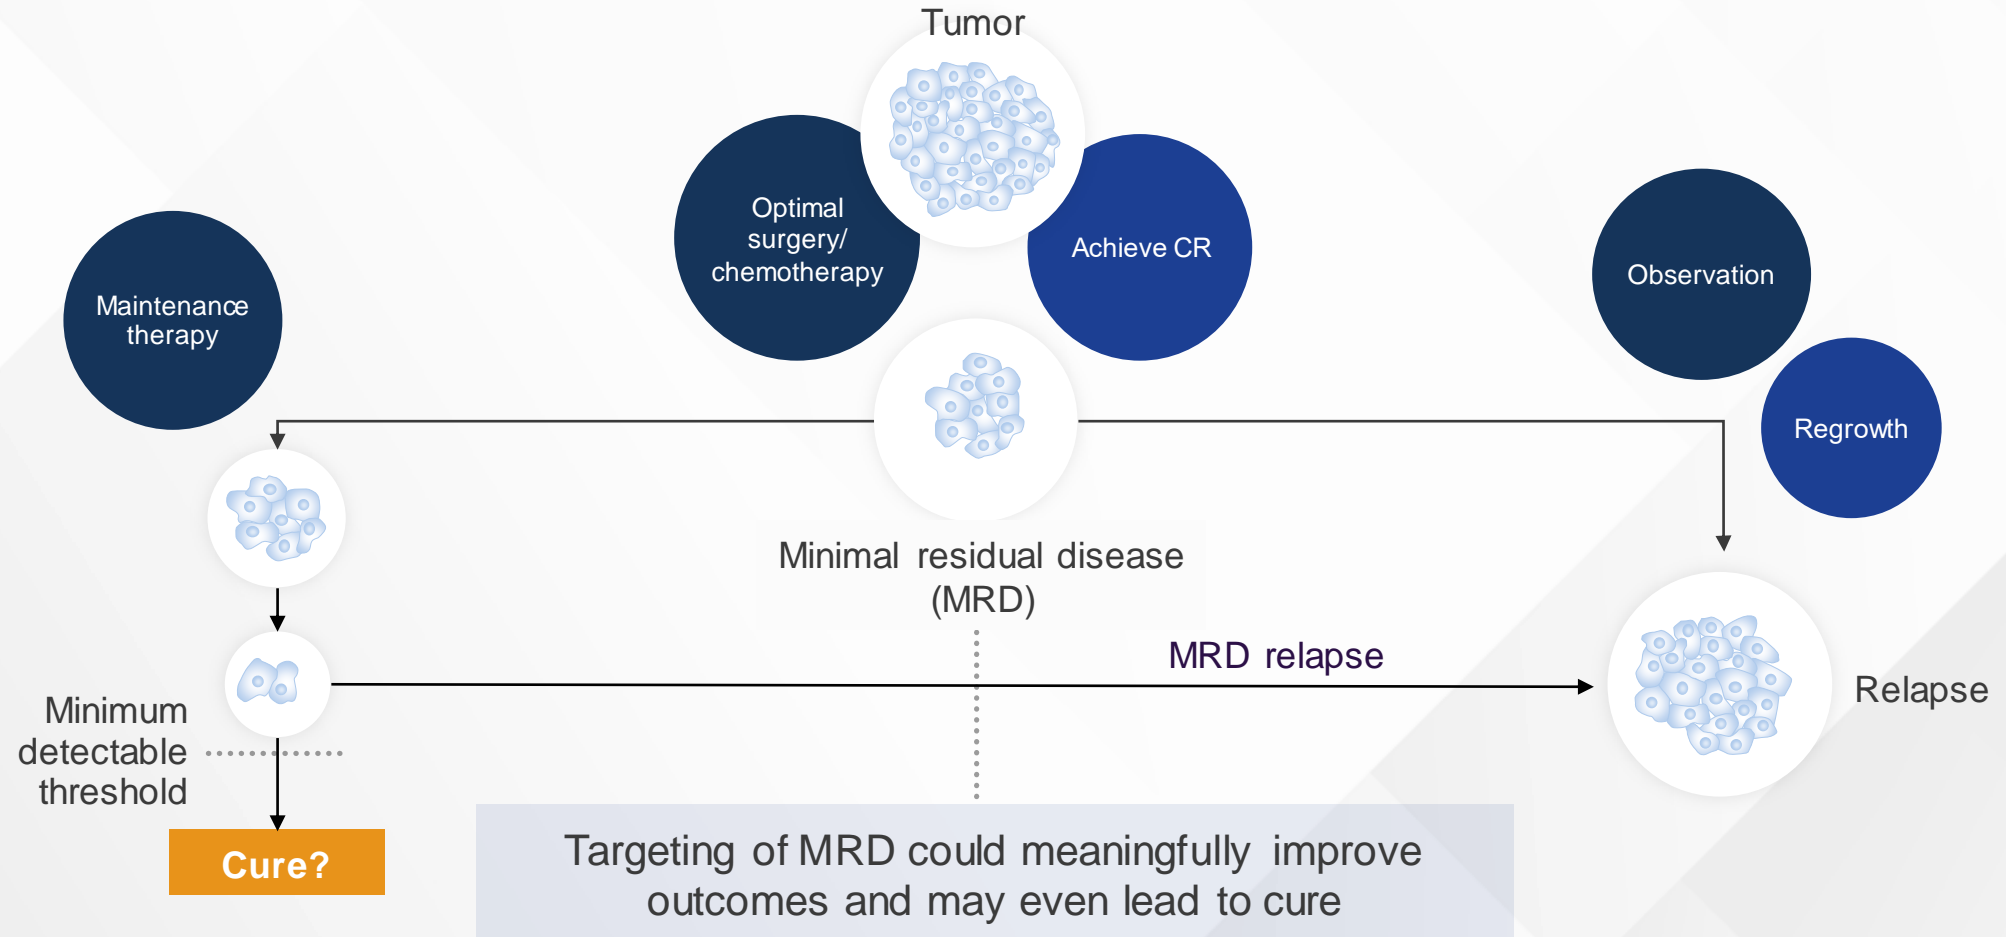 Tumor
Optimal
surgery/
chemotherapy
Achieve CR
Observation
Maintenance
therapy
Regrowth
Minimal residual disease
(MRD)
MRD relapse
Relapse
Minimum
detectable
threshold
Cure?
Targeting of MRD could meaningfully improve
outcomes and may even lead to cure